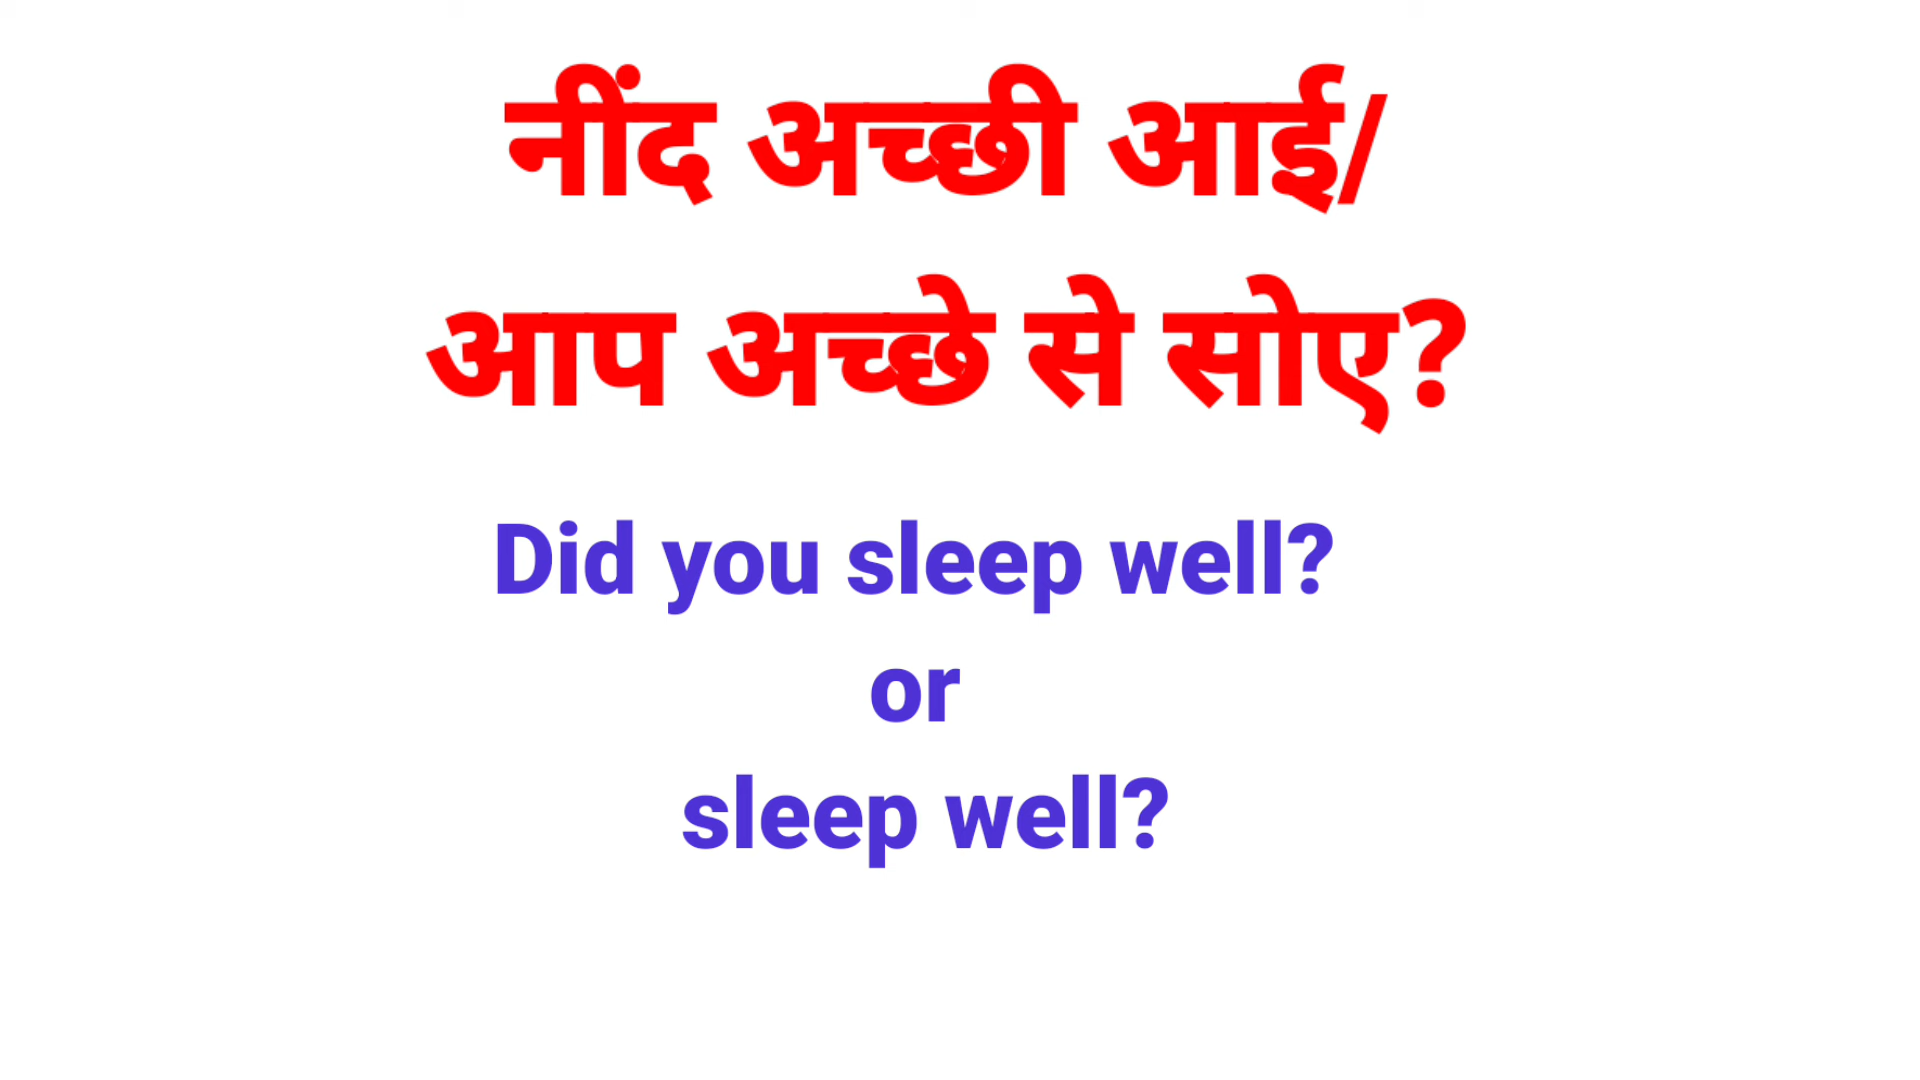 नींद अच्छी आई/
आप अच्छे से सोए?
Did you sleep well?
or
sleep well?